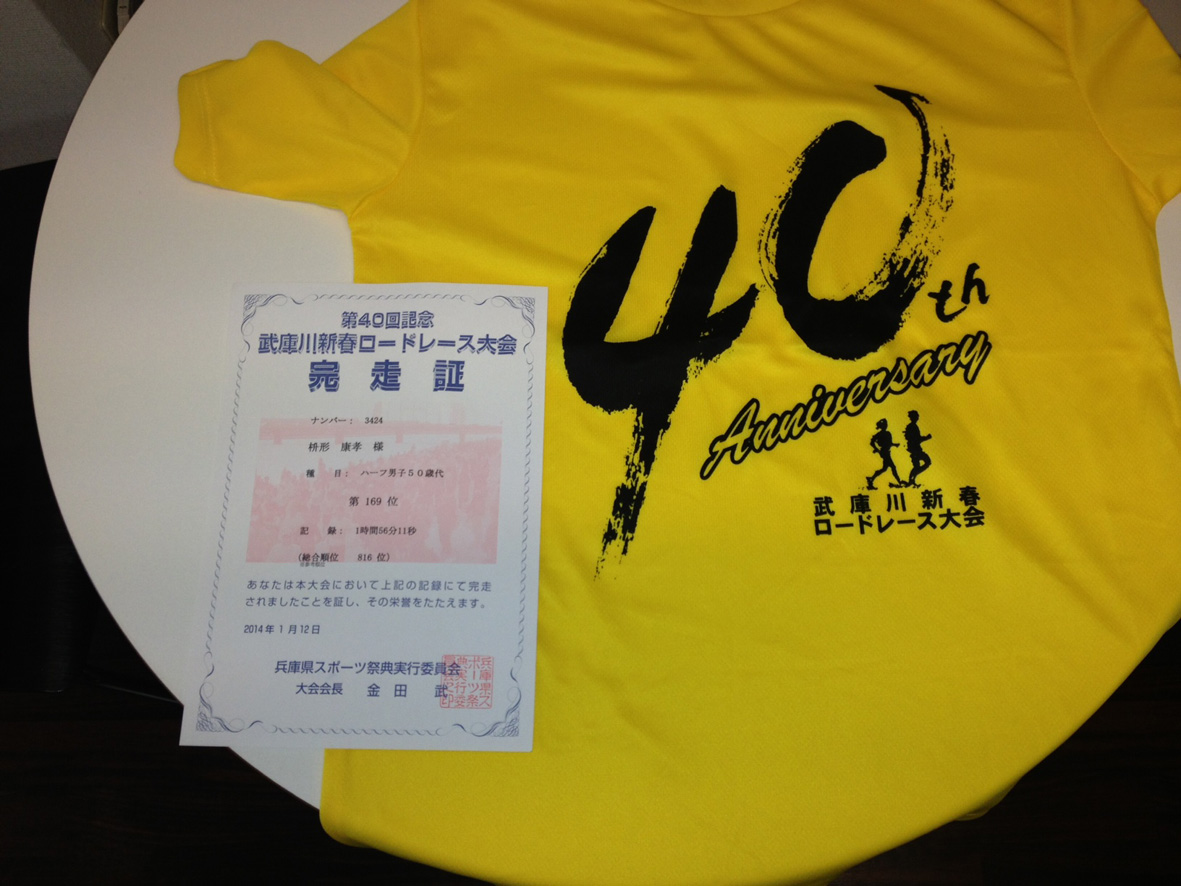 第40回記念
武庫川新春ロードレース大会
完走証
ナンバー： 3424
枡形 康孝 様
種 目： ハーフ男子５０歳代
第 169 位
記 録： 1時間56分11秒
(総合順位 816 位)
あなたは本大会において上記の記録にて完走
されましたことを証し、その栄誉をたたえます。
2014年 1 月 12日
兵庫県スポーツ祭典実行委員会
大会会長 金 田 武
40th
Anniversary
武庫川新春
ロードレース大会